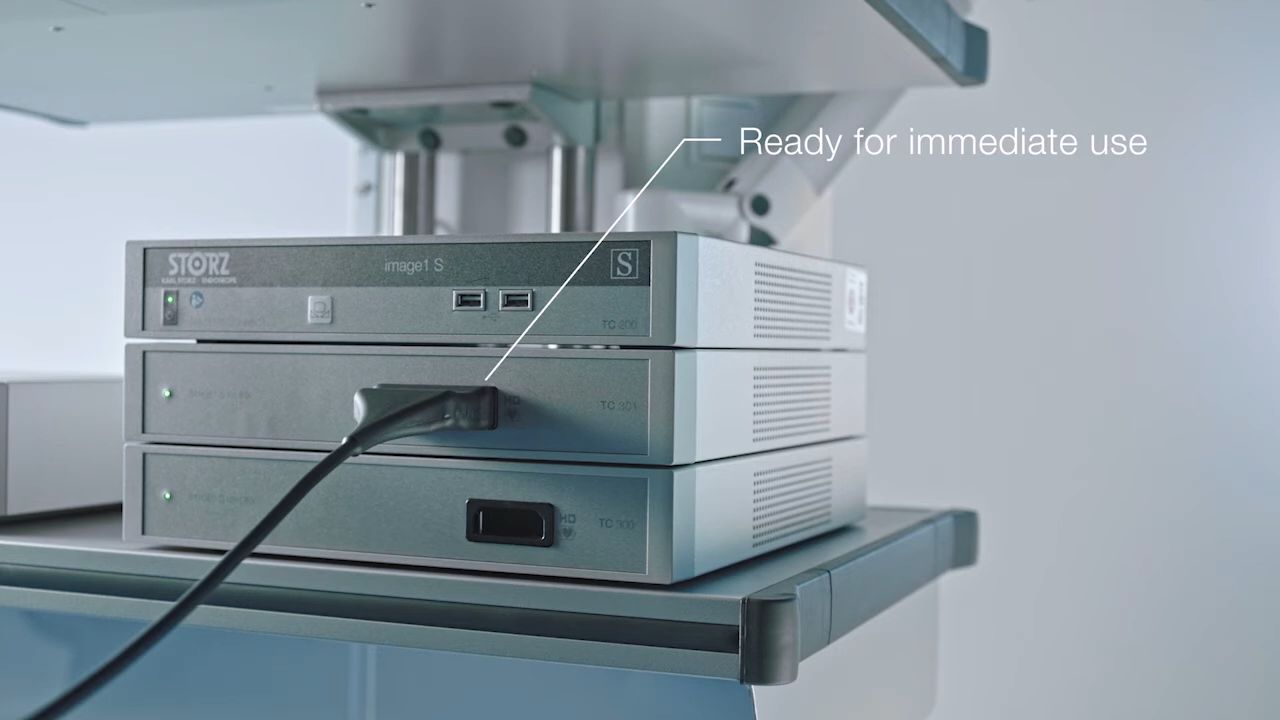 Ready for immediate use
STORZ
KARL STORZ - ENDOSKOPE
image1 S
S
TC 200
HD
TC 301
HD
TC 300